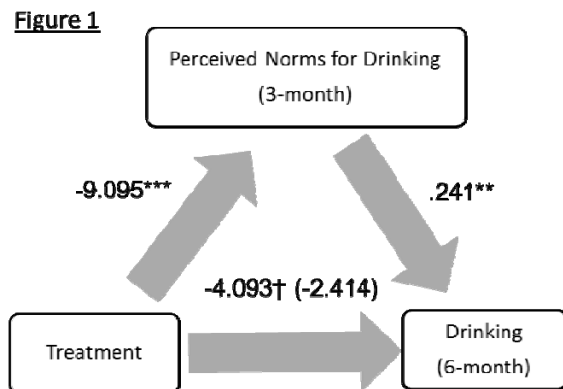 Figure 1
Perceived Norms for Drinking
(3-month)
-9.095***
.241**
-4.093† (-2.414)
Treatment
Drinking
(6-month)